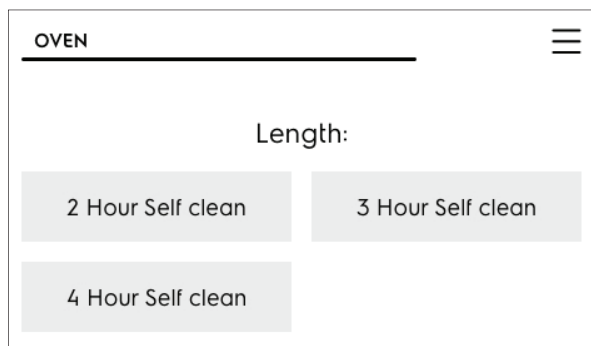 OVEN
Length:
2 Hour Self clean
3 Hour Self clean
4 Hour Self clean